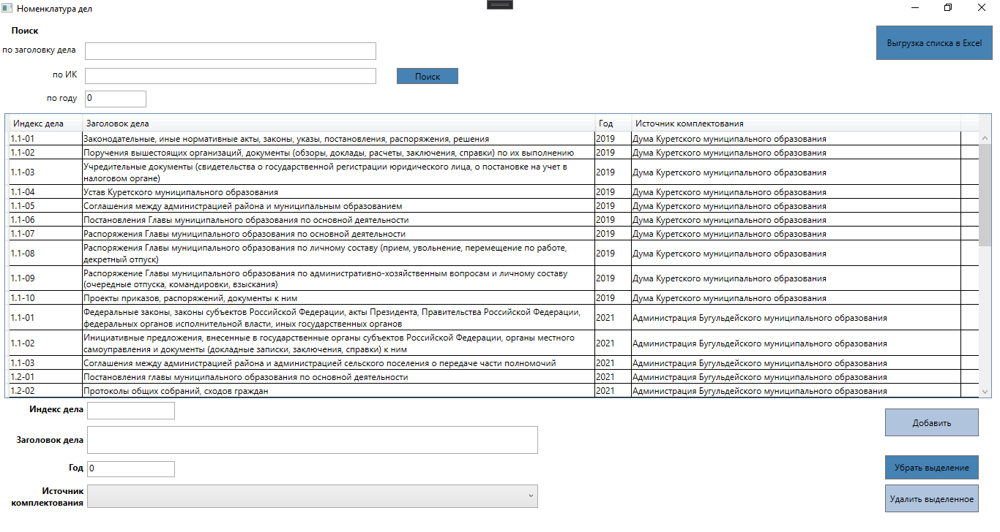 Номенклатура дел
Поиск
по заголовку дела
Выгрузка списка в Excel
по ИК
Поиск
по году 0
Индекс дела Заголовок дела Год Источник комплектования
1.1-01 Законодательные, иные нормативные акты, законы, указы, постановления, распоряжения, решения 2019 Дума Куретского муниципального образования
1.1-02 Поручения вышестоящих организаций, документы (обзоры, доклады, расчеты, заключения, справки) по их выполнению 2019 Дума Куретского муниципального образования
1.1-03 Учредительные документы (свидетельства о государственной регистрации юридического лица, о постановке на учет в
налоговом органе) 2019 Дума Куретского муниципального образования
1.1-04 Устав Куретского муниципального образования 2019 Дума Куретского муниципального образования
1.1-05 Соглашения между администрацией района и муниципальным образованием 2019 Дума Куретского муниципального образования
1.1-06 Постановления Главы муниципального образования по основной деятельности 2019 Дума Куретского муниципального образования
1.1-07 Распоряжения Главы муниципального образования по основной деятельности 2019 Дума Куретского муниципального образования
1.1-08 Распоряжения Главы муниципального образования по личному составу (прием, увольнение, перемещение по работе,
декретный отпуск) 2019 Дума Куретского муниципального образования
1.1-09 Распоряжение Главы муниципального образования по административно-хозяйственным вопросам и личному составу
(очередные отпуска, командировки, взыскания) 2019 Дума Куретского муниципального образования
1.1-10 Проекты приказов, распоряжений, документы к ним 2019 Дума Куретского муниципального образования
1.1-01 Федеральные законы, законы субъектов Российской Федерации, акты Президента, Правительства Российской Федерации,
федеральных органов исполнительной власти, иных государственных органов 2021 Администрация Бугульдейского муниципального образования
1.1-02 Инициативные предложения, внесенные в государственные органы субъектов Российской Федерации, органы местного
самоуправления и документы (докладные записки, заключения, справки) к ним 2021 Администрация Бугульдейского муниципального образования
1.1-03 Соглашения между администрацией района и администрацией сельского поселения о передаче части полномочий 2021 Администрация Бугульдейского муниципального образования
1.2-01 Постановления главы муниципального образования по основной деятельности 2021 Администрация Бугульдейского муниципального образования
1.2-02 Протоколы общих собраний, сходов граждан 2021 Администрация Бугульдейского муниципального образования
Индекс дела
Добавить
Заголовок дела
Год 0
Убрать выделение
Источник
комплектования
Удалить выделенное